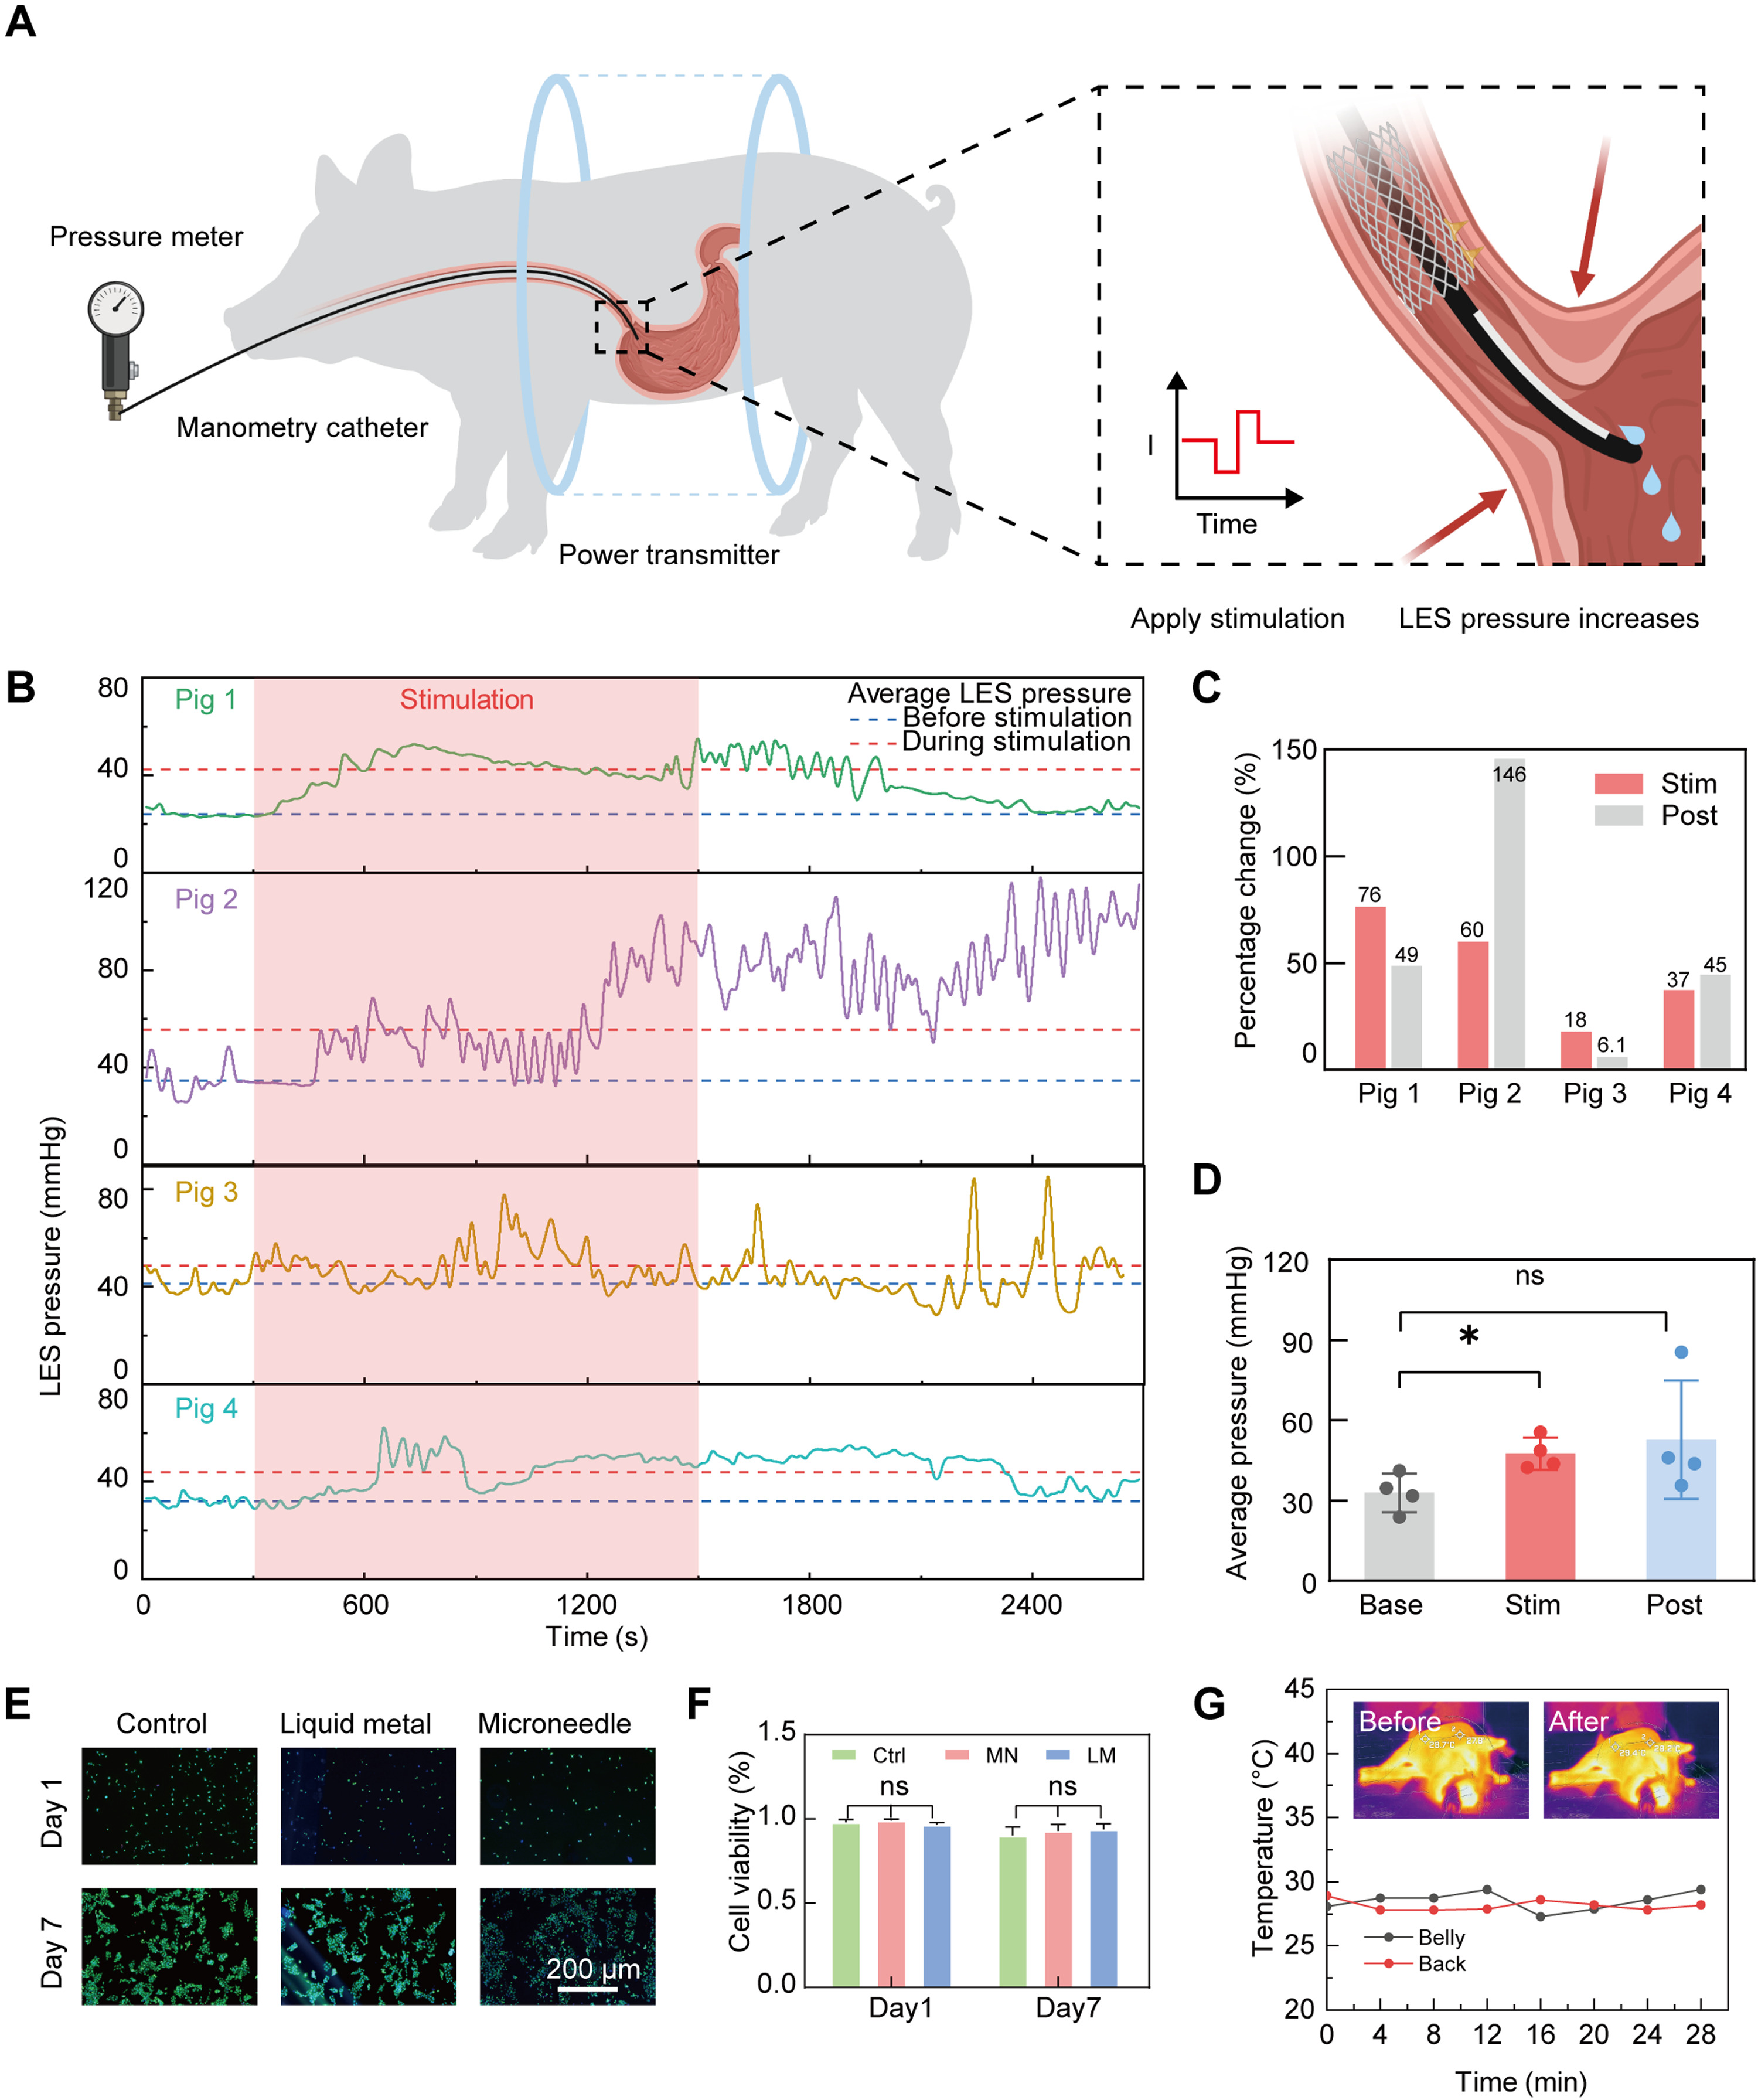 A
Pressure meter
Manometry catheter
Power transmitter
I
Time
Apply stimulation
LES pressure increases
B
LES pressure (mmHg)
Pig 1
Stimulation
Average LES pressure
Before stimulation
During stimulation
80
40
0
Pig 2
120
80
40
0
Pig 3
80
40
0
Pig 4
80
40
0
0 600 1200 1800 2400
Time (s)
C
Percentage change (%)
150
100
50
0
Stim
Post
76
49
60
146
18
6.1
37
45
Pig 1 Pig 2 Pig 3 Pig 4
D
Average pressure (mmHg)
120
90
60
30
0
ns
*
Base Stim Post
E
Control Liquid metal Microneedle
Day 1
Day 7
200 µm
F
Cell viability (%)
1.5
1.0
0.5
0.0
Ctrl MN LM
ns ns
Day1 Day7
G
Temperature (°C)
45
40
35
30
25
20
Before
After
Belly
Back
0 4 8 12 16 20 24 28
Time (min)